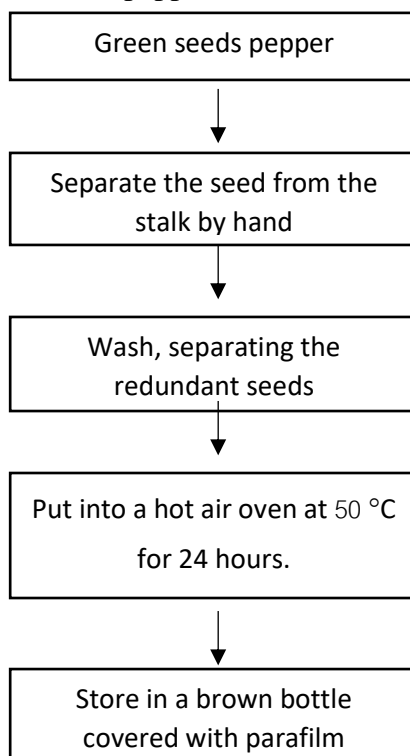 Green seeds pepper
Separate the seed from the
stalk by hand
Wash, separating the
redundant seeds
Put into a hot air oven at 50 °C
for 24 hours.
Store in a brown bottle
covered with parafilm